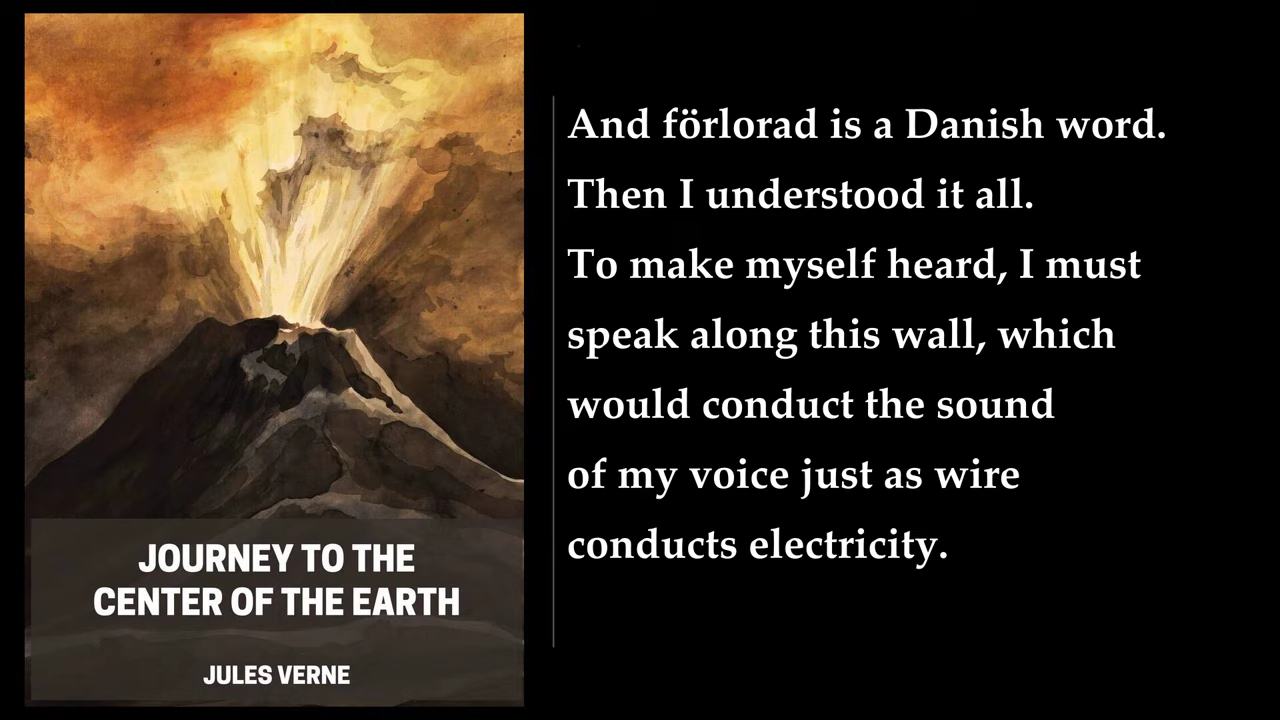 JOURNEY TO THE
CENTER OF THE EARTH
JULES VERNE
And förlorad is a Danish word.
Then I understood it all.
To make myself heard, I must
speak along this wall, which
would conduct the sound
of my voice just as wire
conducts electricity.